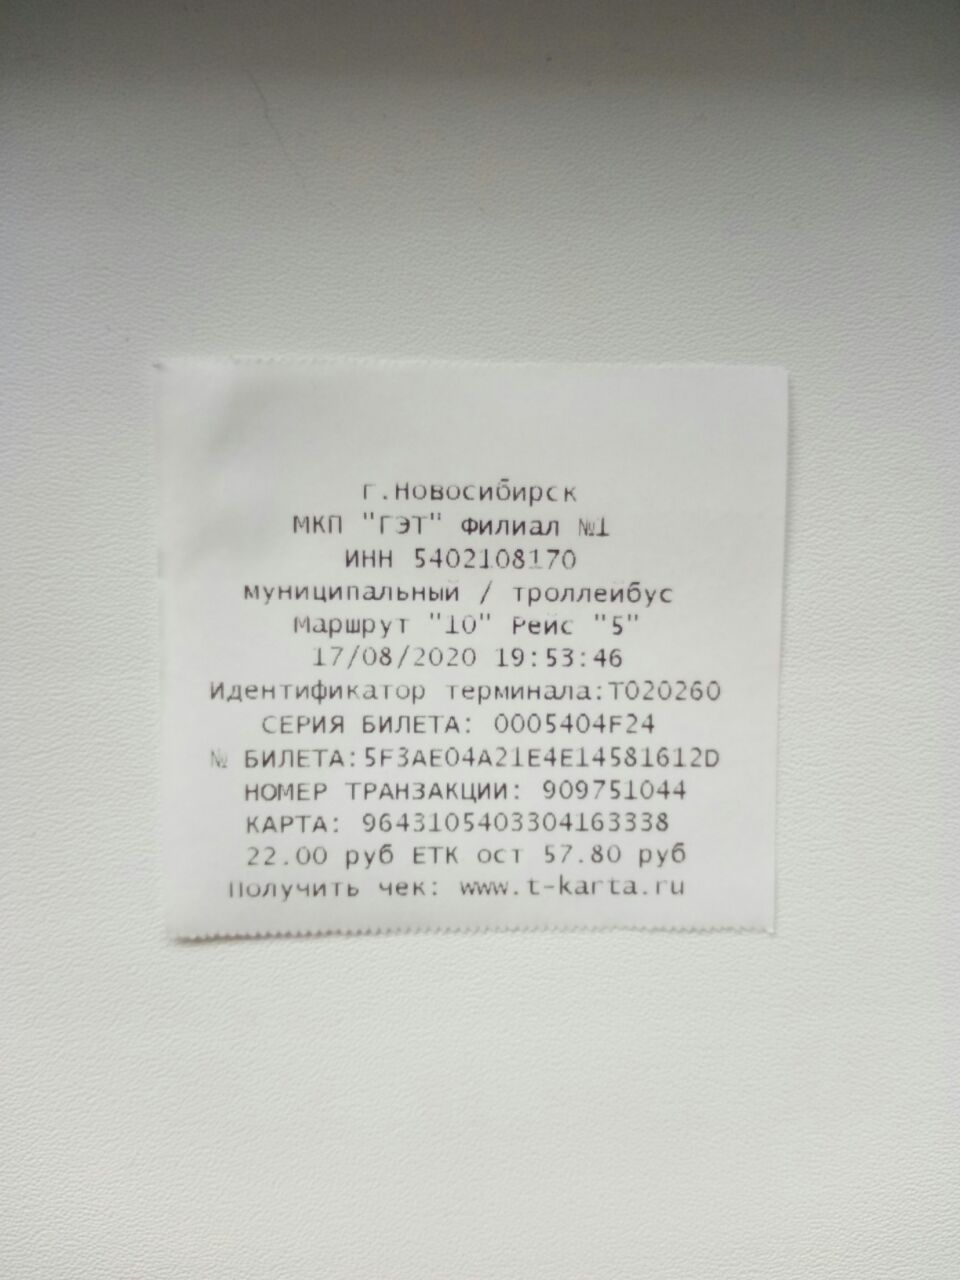 г.Новосибирск
МКП "ГЭТ" Филиал №1
ИНН 5402108170
муниципальный / троллейбус
Маршрут "10" Рейс "5"
17/08/2020 19:53:46
Идентификатор терминала:T020260
СЕРИЯ БИЛЕТА: 0005404F24
№ БИЛЕТА:5F3AE04A21E4E14581612D
НОМЕР ТРАНЗАКЦИИ: 909751044
КАРТА: 9643105403304163338
22.00 руб ЕТК ост 57.80 руб
Получить чек: www.t-karta.ru